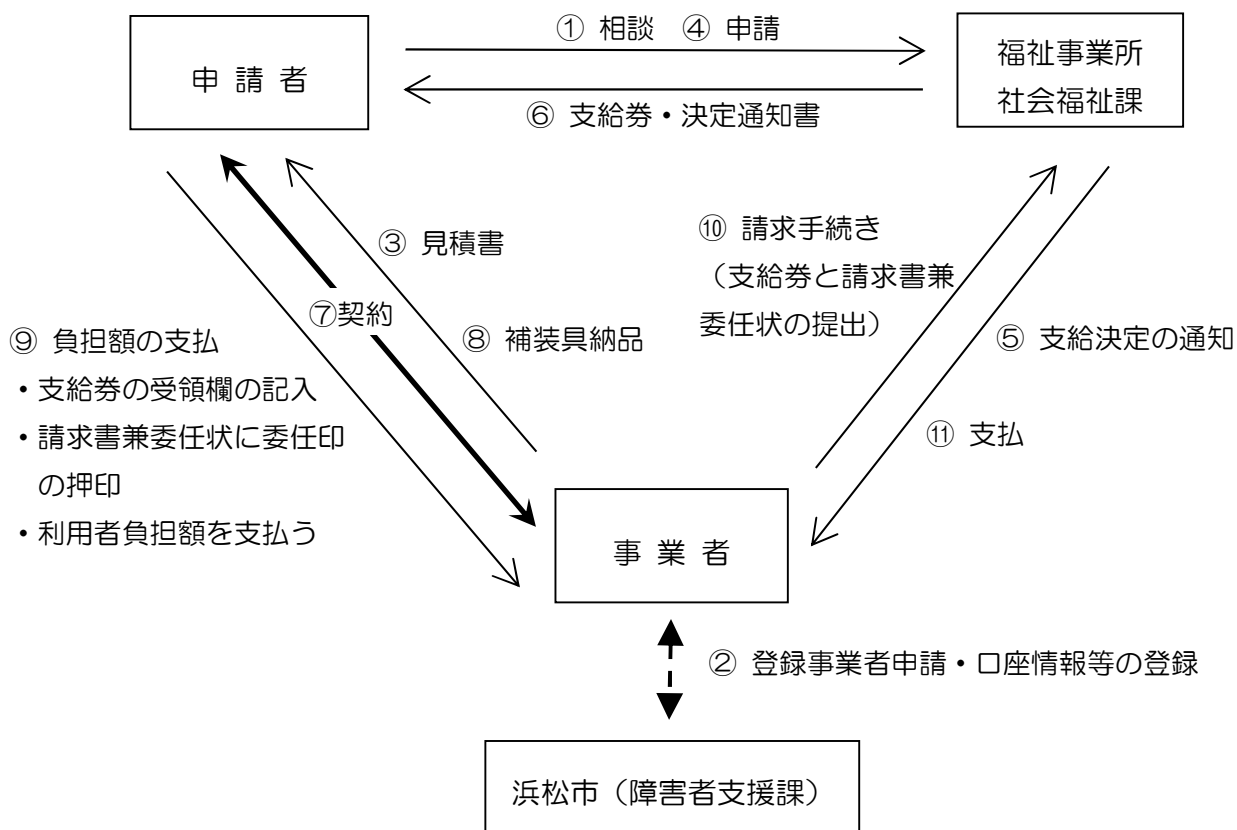 ① 相談　④ 申請
申 請 者
福祉事業所
社会福祉課
⑥ 支給券・決定通知書
③ 見積書
⑩ 請求手続き
（支給券と請求書兼
委任状の提出）
⑦契約
⑧ 補装具納品
⑤ 支給決定の通知
⑨ 負担額の支払
・支給券の受領欄の記入
・請求書兼委任状に委任印
の押印
・利用者負担額を支払う
⑪ 支払
事 業 者
② 登録事業者申請・口座情報等の登録
浜松市（障害者支援課）